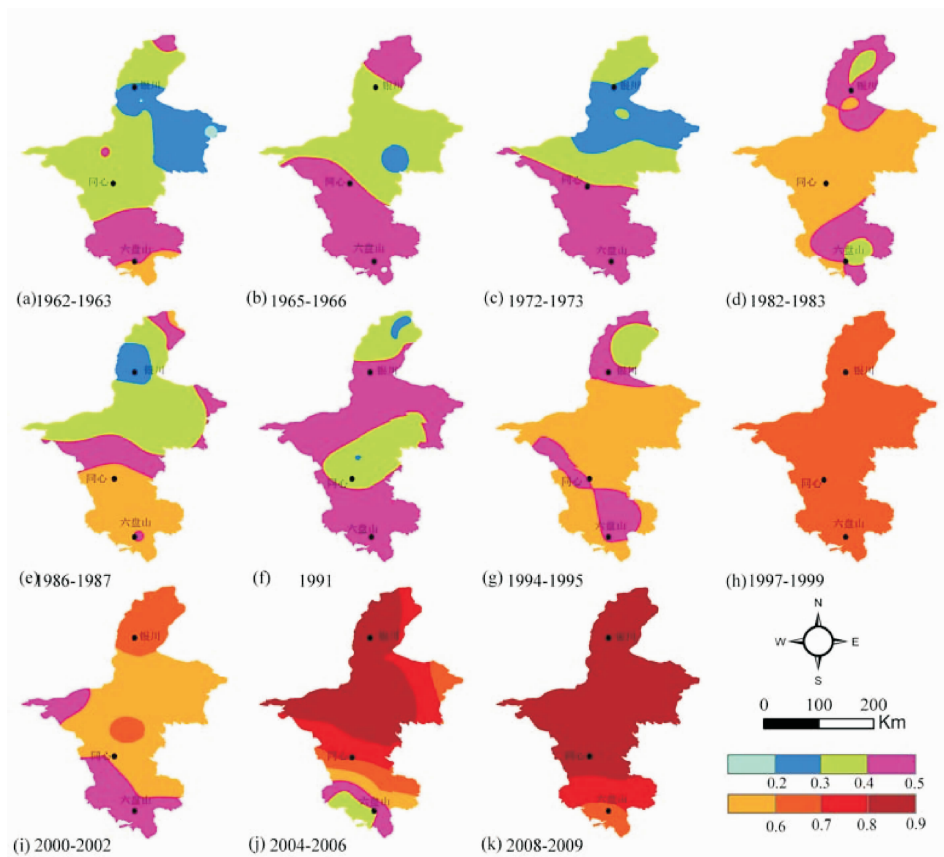 银川
同心
六盘山
(a) 1962-1963
银川
同心
六盘山
(b) 1965-1966
银川
同心
六盘山
(c) 1972-1973
银川
同心
六盘山
(d) 1982-1983
银川
同心
六盘山
(e) 1986-1987
银川
同心
六盘山
(f) 1991
银川
同心
六盘山
(g) 1994-1995
银川
同心
六盘山
(h) 1997-1999
银川
同心
六盘山
(i) 2000-2002
银川
同心
六盘山
(j) 2004-2006
银川
同心
六盘山
(k) 2008-2009
N
W E
S
0 100 200
Km
0.2 0.3 0.4 0.5
0.6 0.7 0.8 0.9